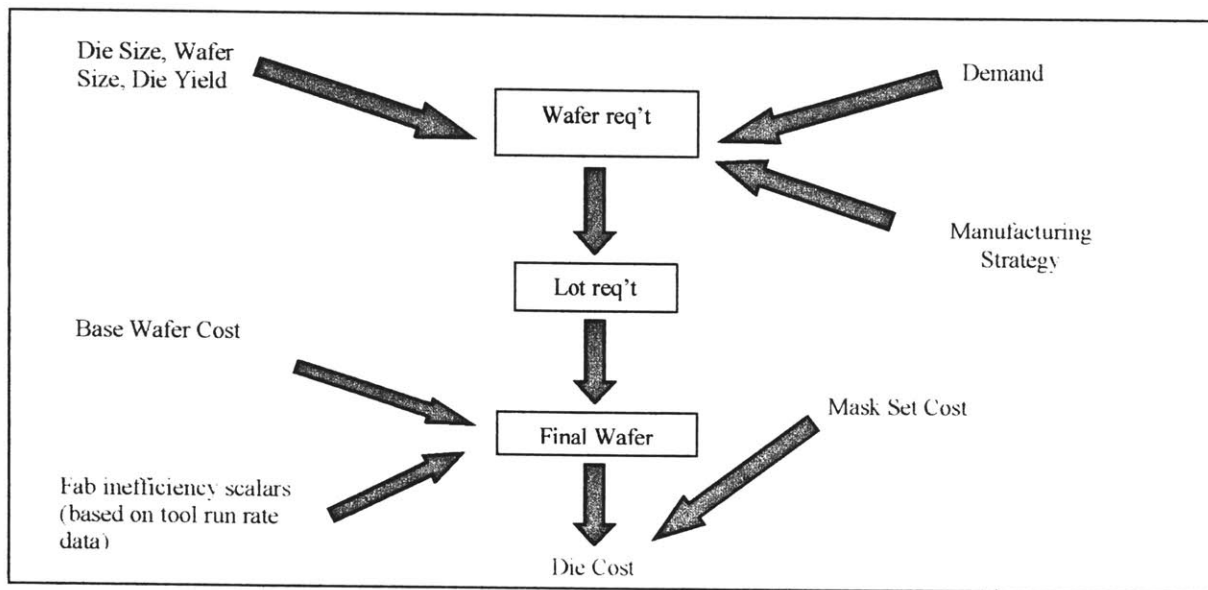 Die Size, Wafer
Size, Die Yield
Demand
Wafer req't
Manufacturing
Strategy
Lot req't
Base Wafer Cost
Mask Set Cost
Final Wafer
Fab inefficiency scalars
(based on tool run rate
data)
Die Cost